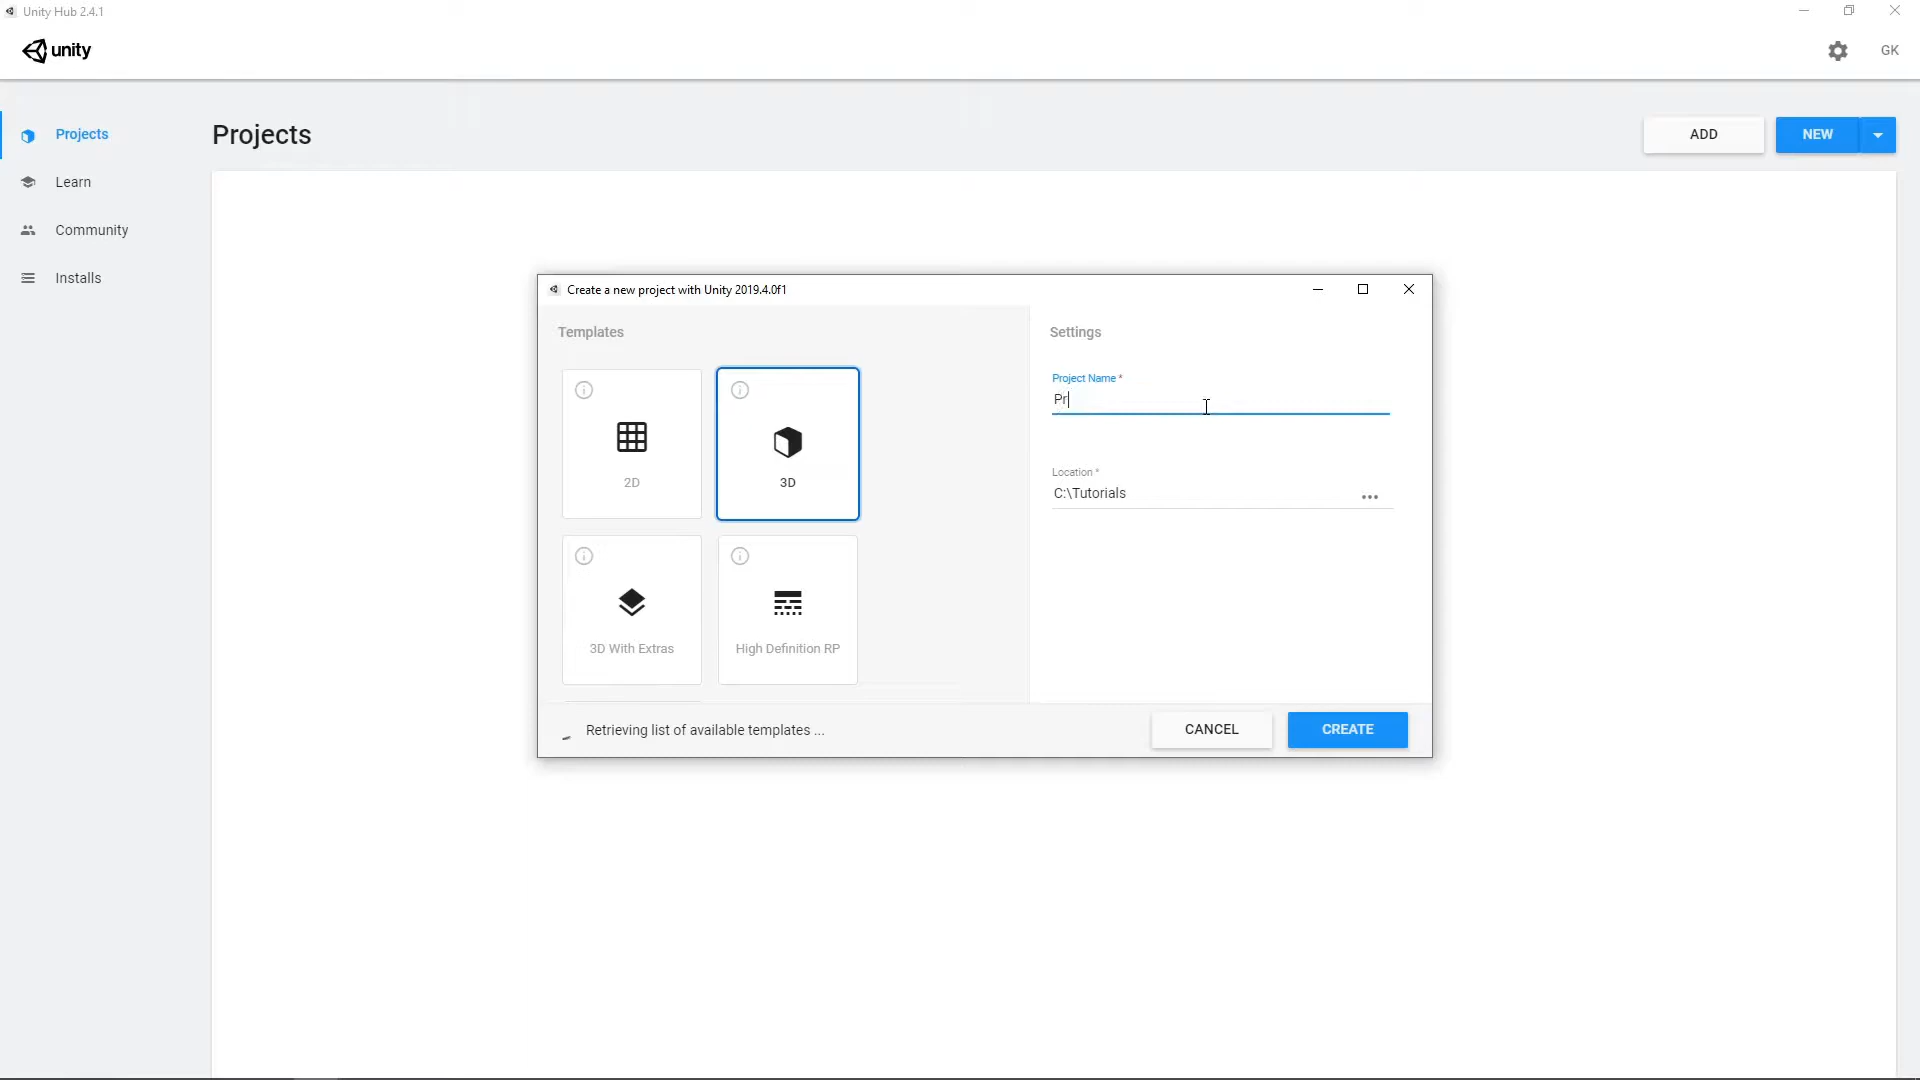 Unity Hub 2.4.1
unity
GK
Projects
Learn
Community
Installs
Projects
ADD
NEW
Create a new project with Unity 2019.4.0f1
Templates
2D
3D
3D With Extras
High Definition RP
Settings
Project Name *
Pr
Location *
C:\Tutorials
Retrieving list of available templates ...
CANCEL
CREATE